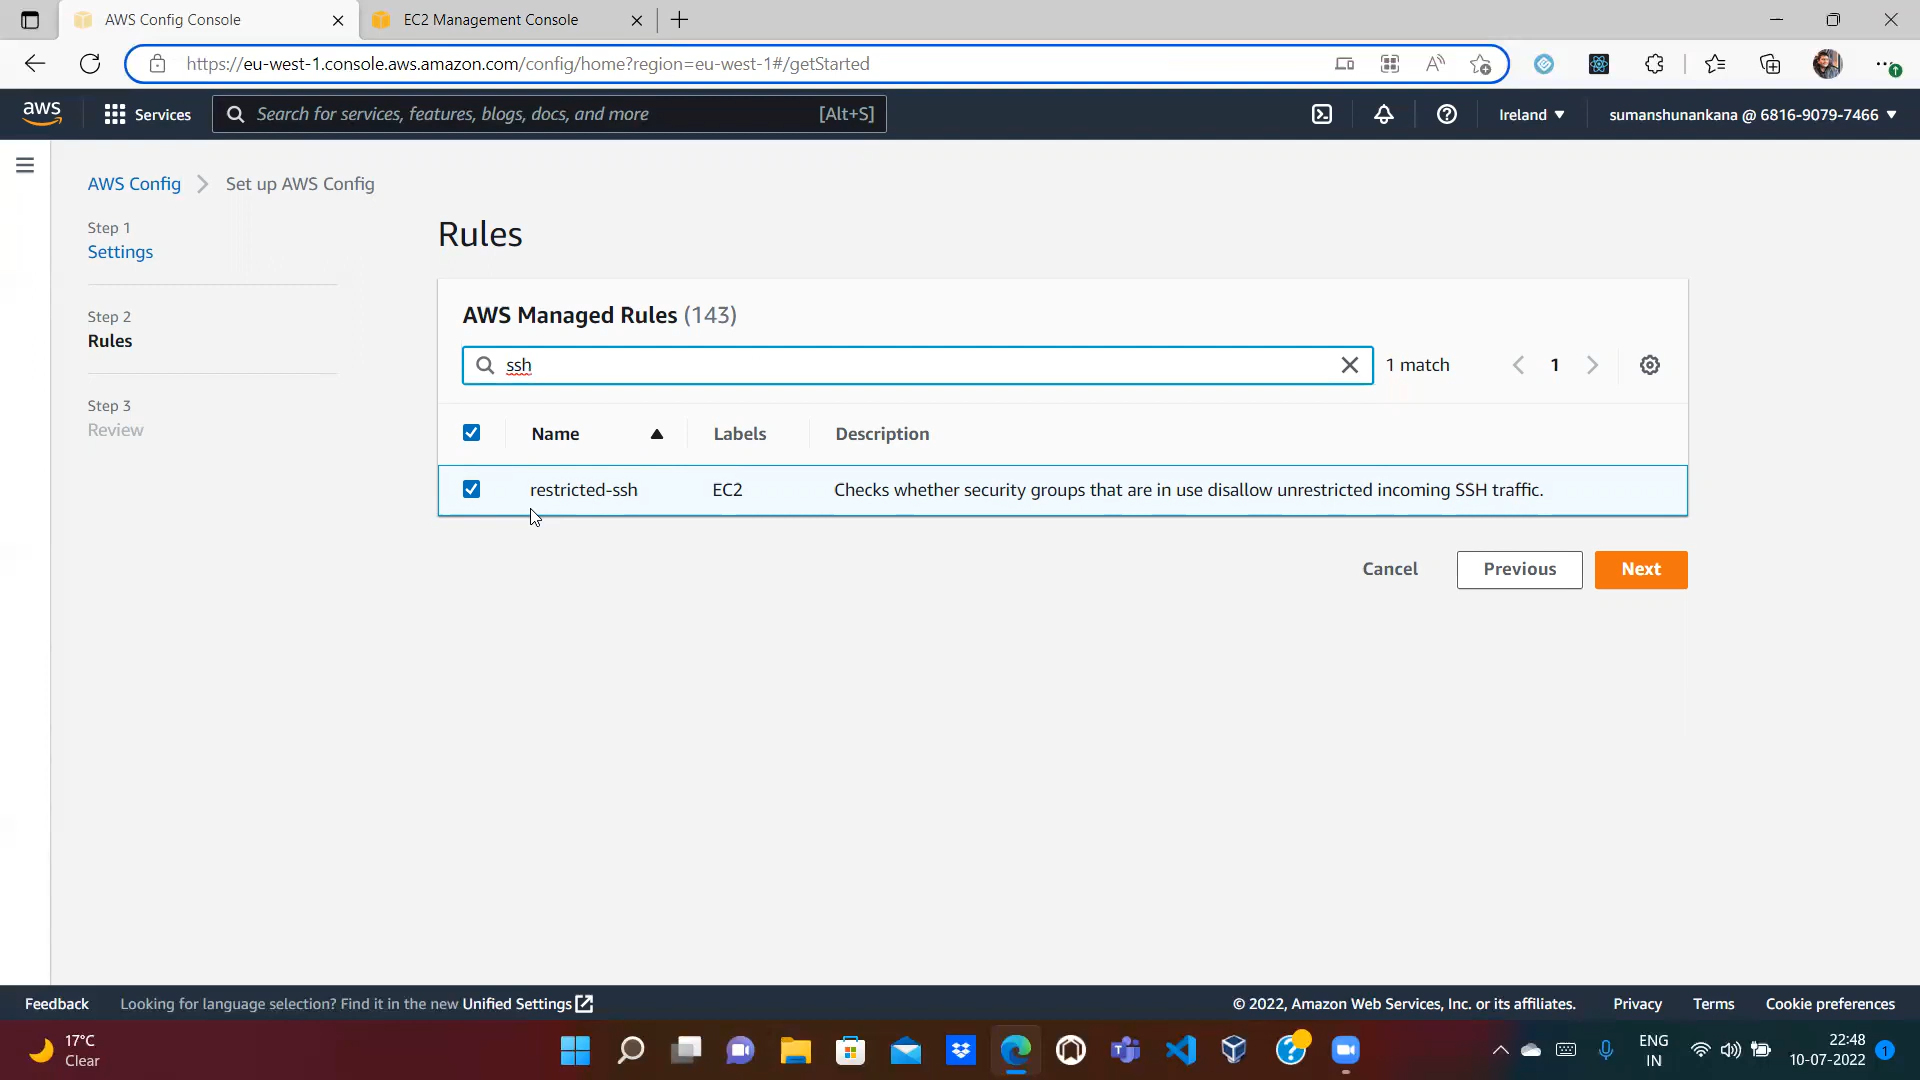 AWS Config Console
EC2 Management Console
https://eu-west-1.console.aws.amazon.com/config/home?region=eu-west-1#/getStarted
aws
Services
Search for services, features, blogs, docs, and more
[Alt+S]
Ireland
sumanshunankana @ 6816-9079-7466
AWS Config
Set up AWS Config
Step 1
Settings
Step 2
Rules
Step 3
Review
Rules
AWS Managed Rules (143)
ssh
1 match
1
Name
Labels
Description
restricted-ssh
EC2
Checks whether security groups that are in use disallow unrestricted incoming SSH traffic.
Cancel
Previous
Next
Feedback
Looking for language selection? Find it in the new Unified Settings
© 2022, Amazon Web Services, Inc. or its affiliates.
Privacy
Terms
Cookie preferences
17°C
Clear
ENG
IN
22:48
10-07-2022
1